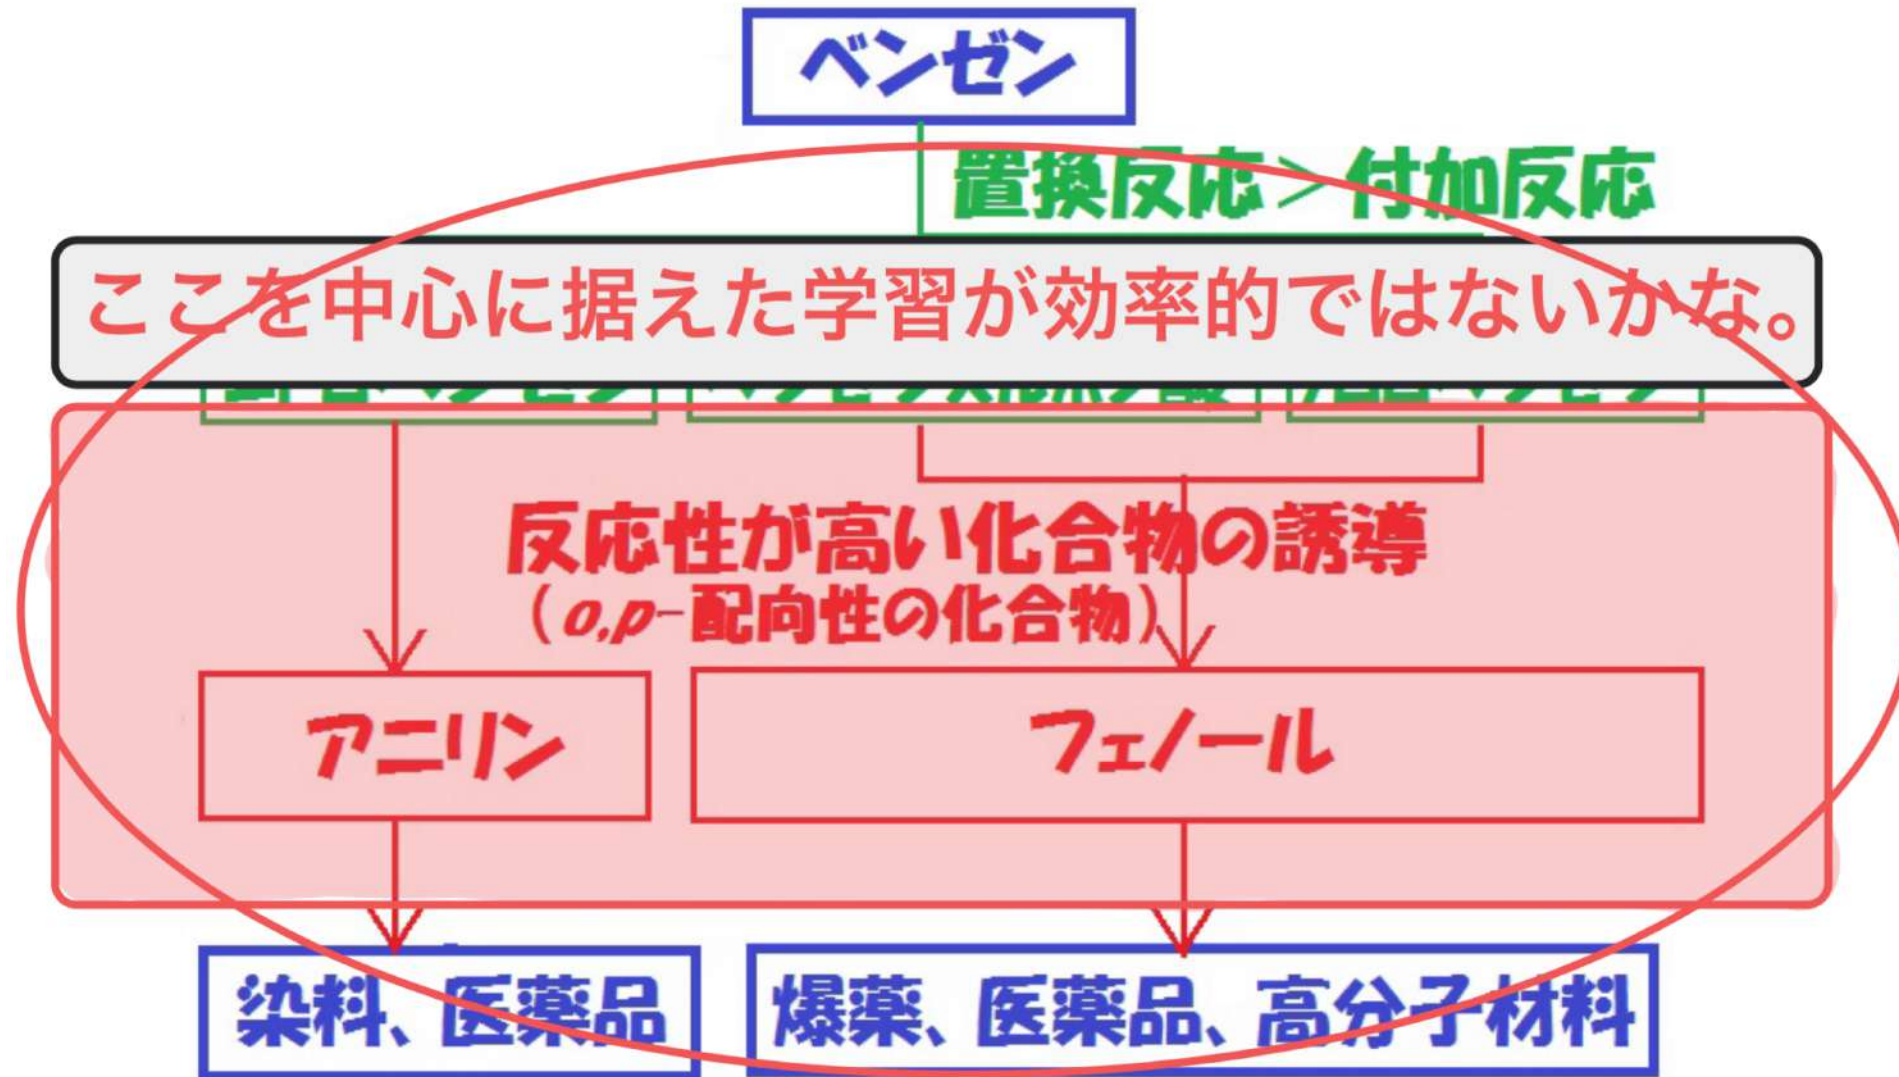 ベンゼン
置換反応>付加反応
ここを中心に据えた学習が効率的ではないかな。
反応性が高い化合物の誘導
(o,p-配向性の化合物)
アニリン
フェノール
染料、医薬品
爆薬、医薬品、高分子材料